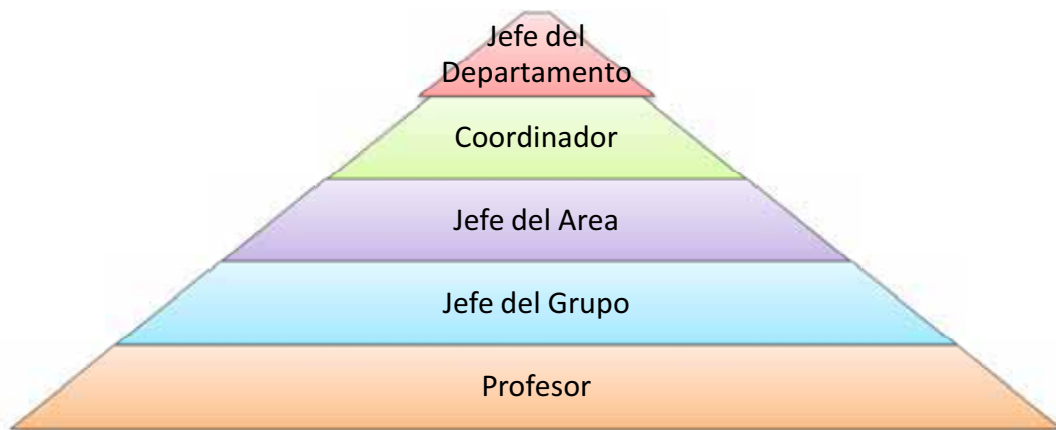 Jefe del
Departamento
Coordinador
Jefe del Area
Jefe del Grupo
Profesor